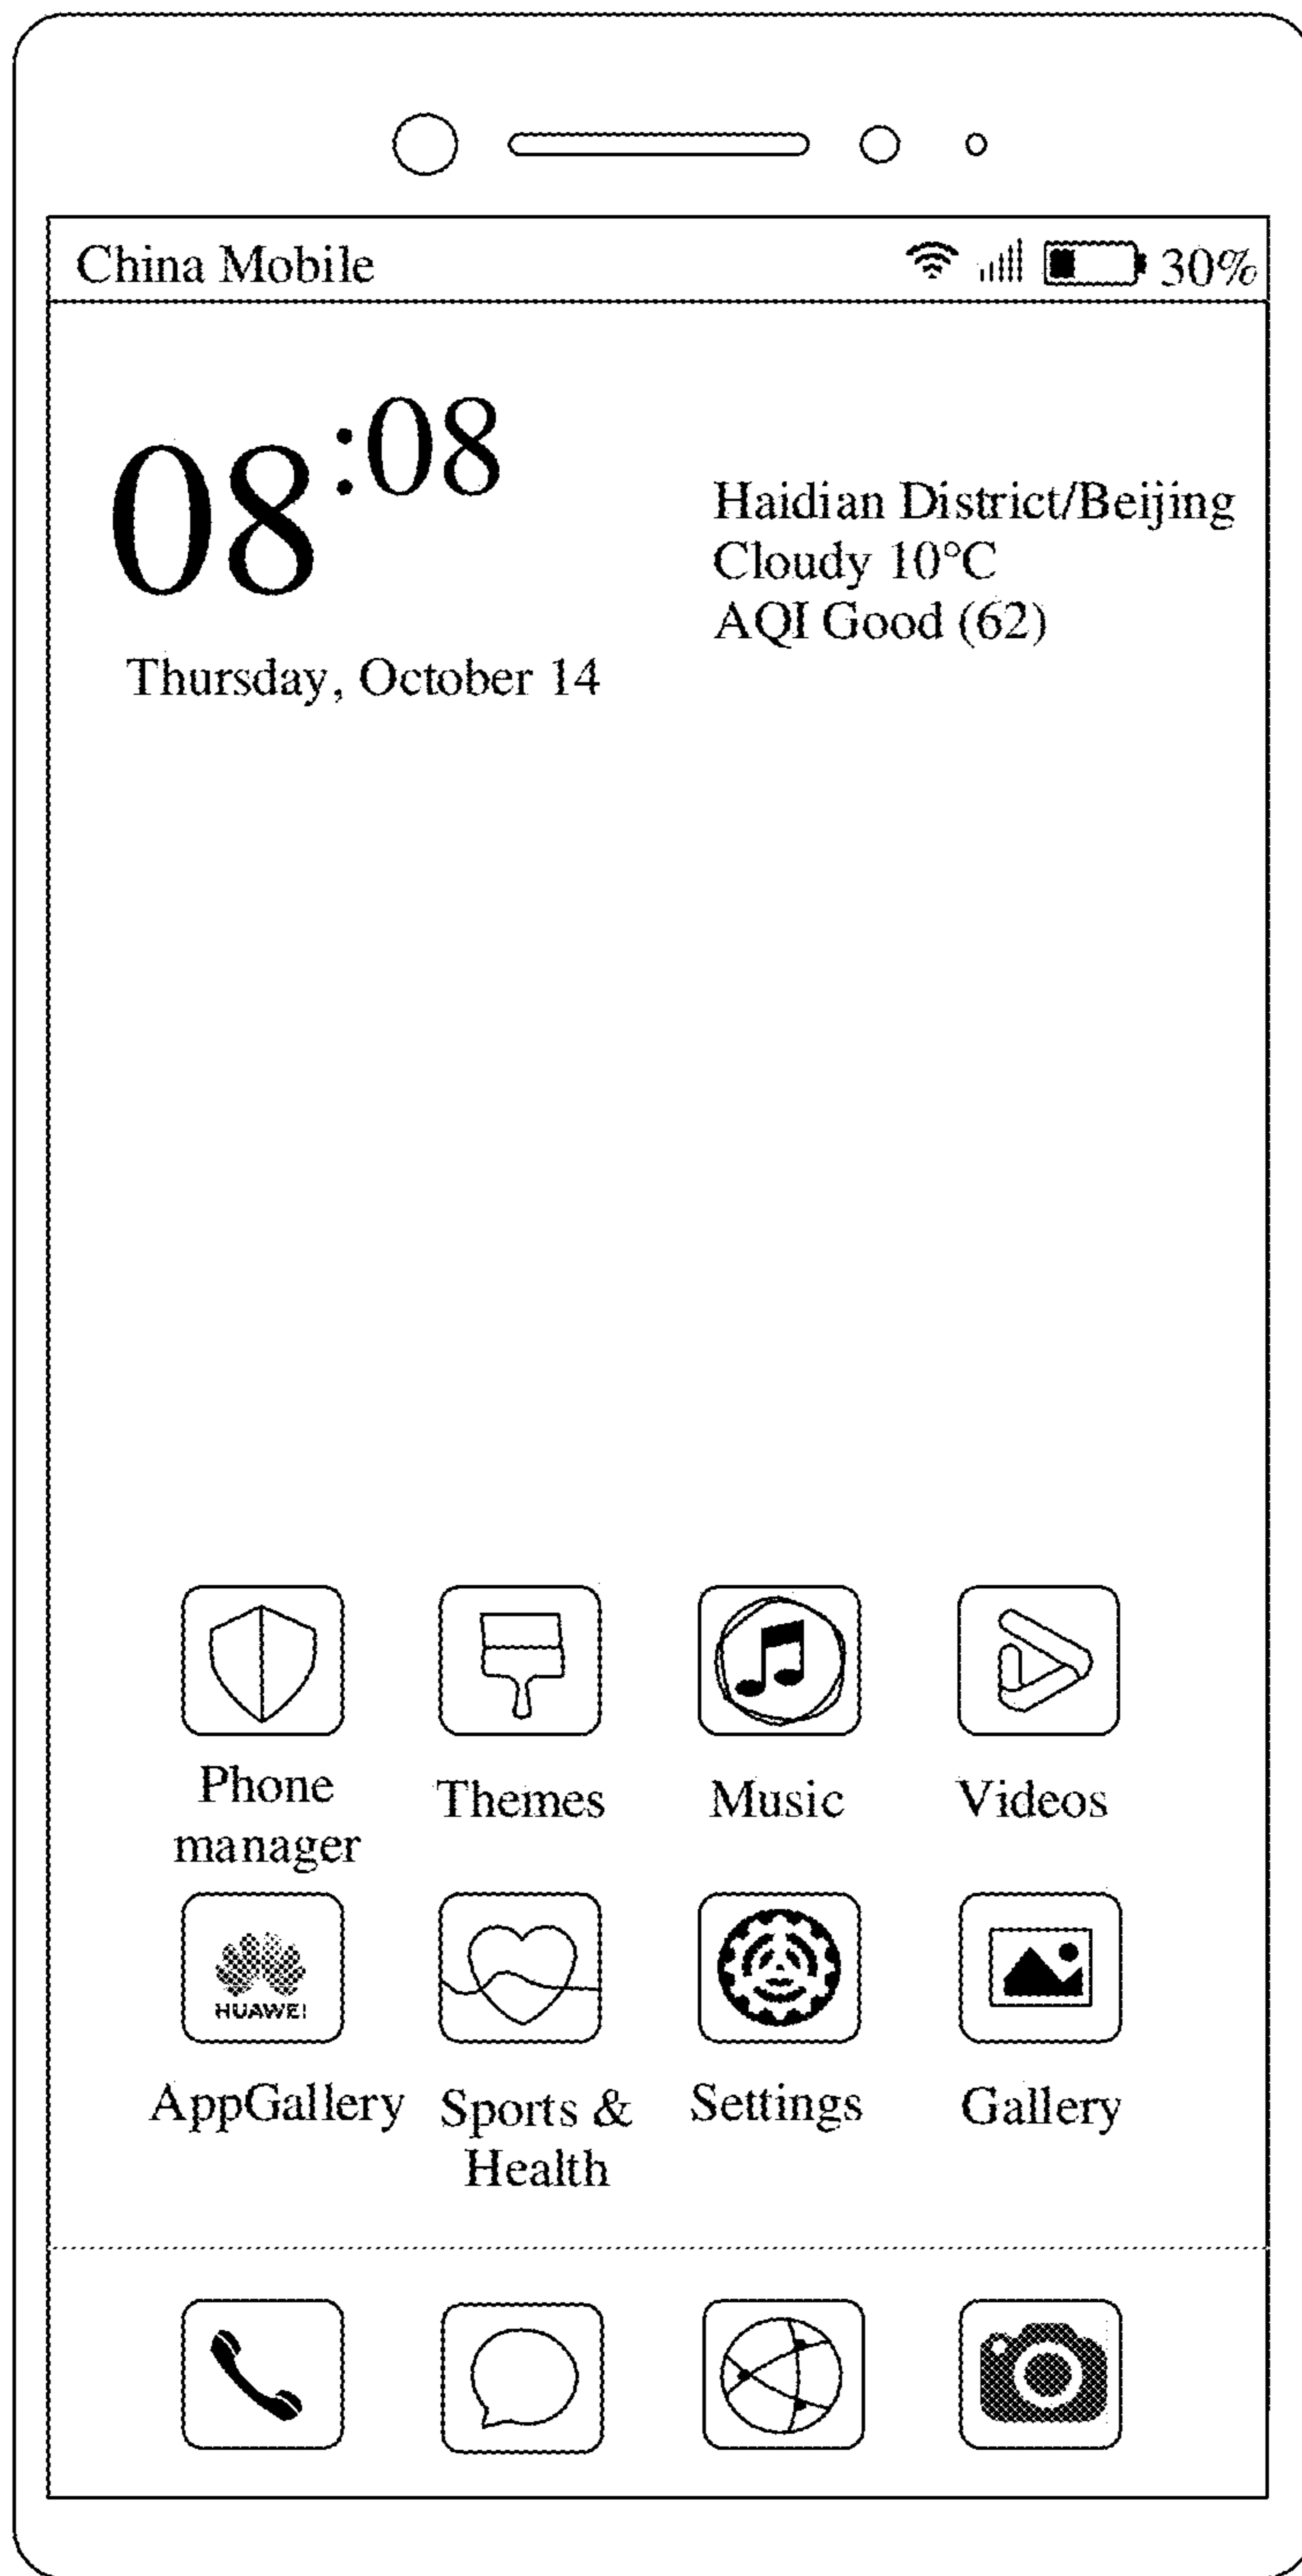 China Mobile 30%
08:08
Haidian District/Beijing
Cloudy 10°C
AQI Good (62)
Thursday, October 14
Phone
manager
Themes
Music
Videos
HUAWEI
AppGallery
Sports &
Health
Settings
Gallery